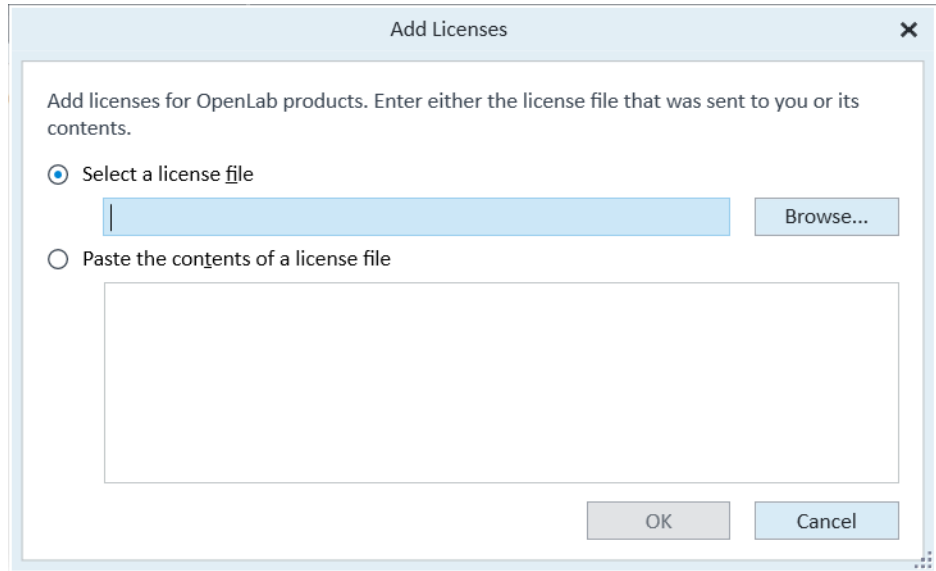 Add Licenses
Add licenses for OpenLab products. Enter either the license file that was sent to you or its
contents.
Select a license file
Browse...
Paste the contents of a license file
OK
Cancel